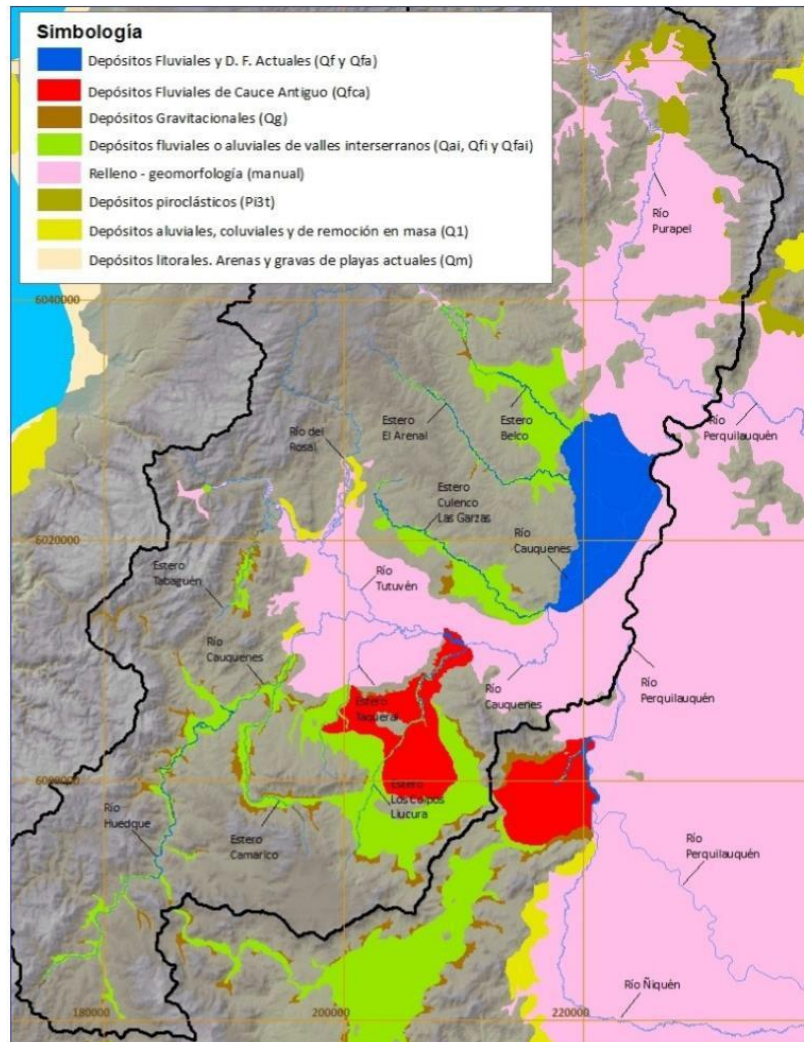 Simbología
Depósitos Fluviales y D. F. Actuales (Qf y Qfa)
Depósitos Fluviales de Cauce Antiguo (Qfca)
Depósitos Gravitacionales (Qg)
Depósitos fluviales o aluviales de valles interserranos (Qai, Qfi y Qfai)
Relleno - geomorfología (manual)
Depósitos piroclásticos (Pi3t)
Depósitos aluviales, coluviales y de remoción en masa (Q1)
Depósitos litorales. Arenas y gravas de playas actuales (Qm)
Río
Purapel
6040000
Río del
Rosal
Estero
El Arenal
Estero
Belco
Río
Perquilauquén
Estero
Culenco
Las Garzas
6020000
Río
Cauquenes
Estero
Tabaguén
Río
Tutuvén
Río
Cauquenes
Río
Cauquenes
Río
Perquilauquén
Estero
Taqueral
6000000
Río
Huedque
Estero
Camarico
Estero
Los Colpos
Llucura
Río
Perquilauquén
Río Ñiquén
180000
200000
220000